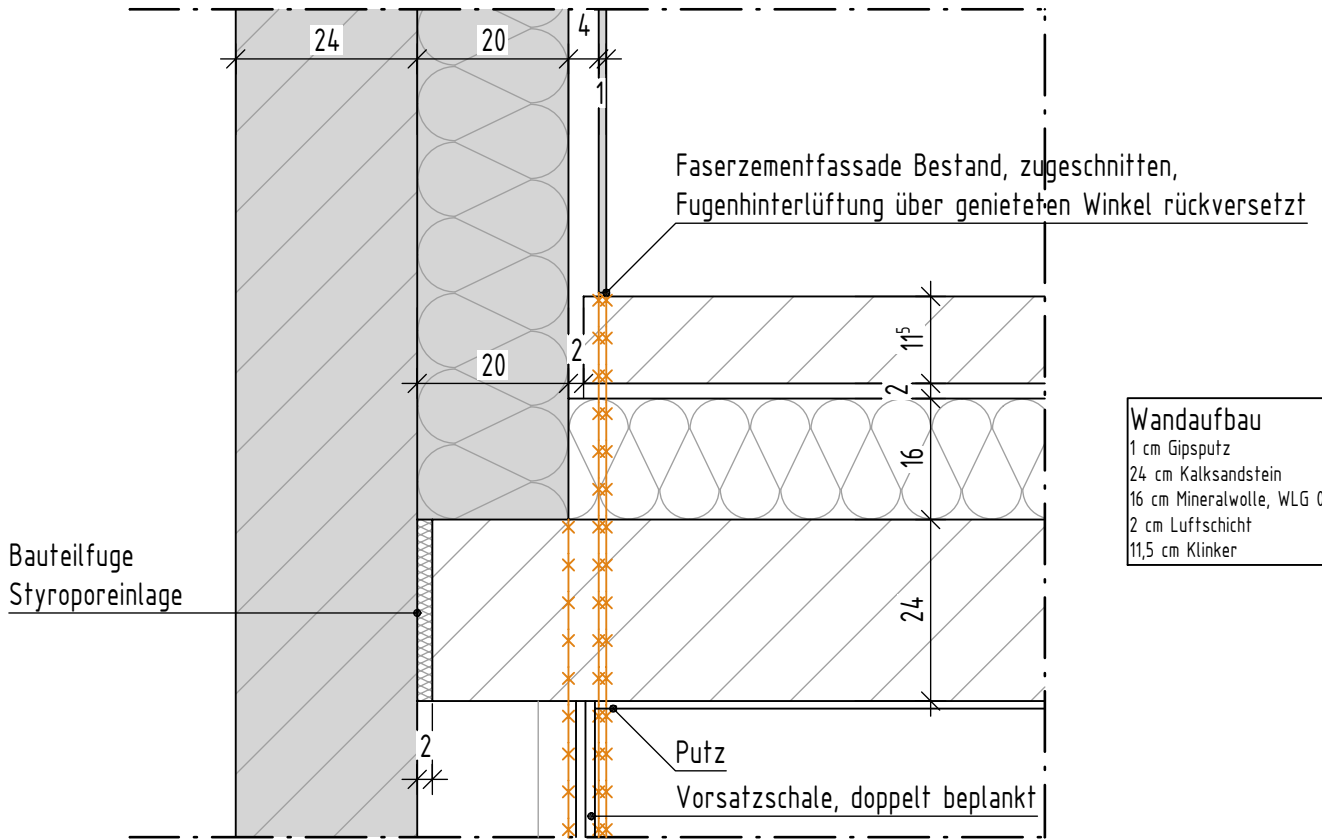 24
20
4
1
Faserzementfassade Bestand, zugeschnitten,
Fugenhinterlüftung über genieteten Winkel rückversetzt
20
2
11⁵
2
16
24
Wandaufbau
1 cm Gipsputz
24 cm Kalksandstein
16 cm Mineralwolle, WLG
2 cm Luftschicht
11,5 cm Klinker
Bauteilfuge
Styroporeinlage
2
Putz
Vorsatzschale, doppelt beplankt